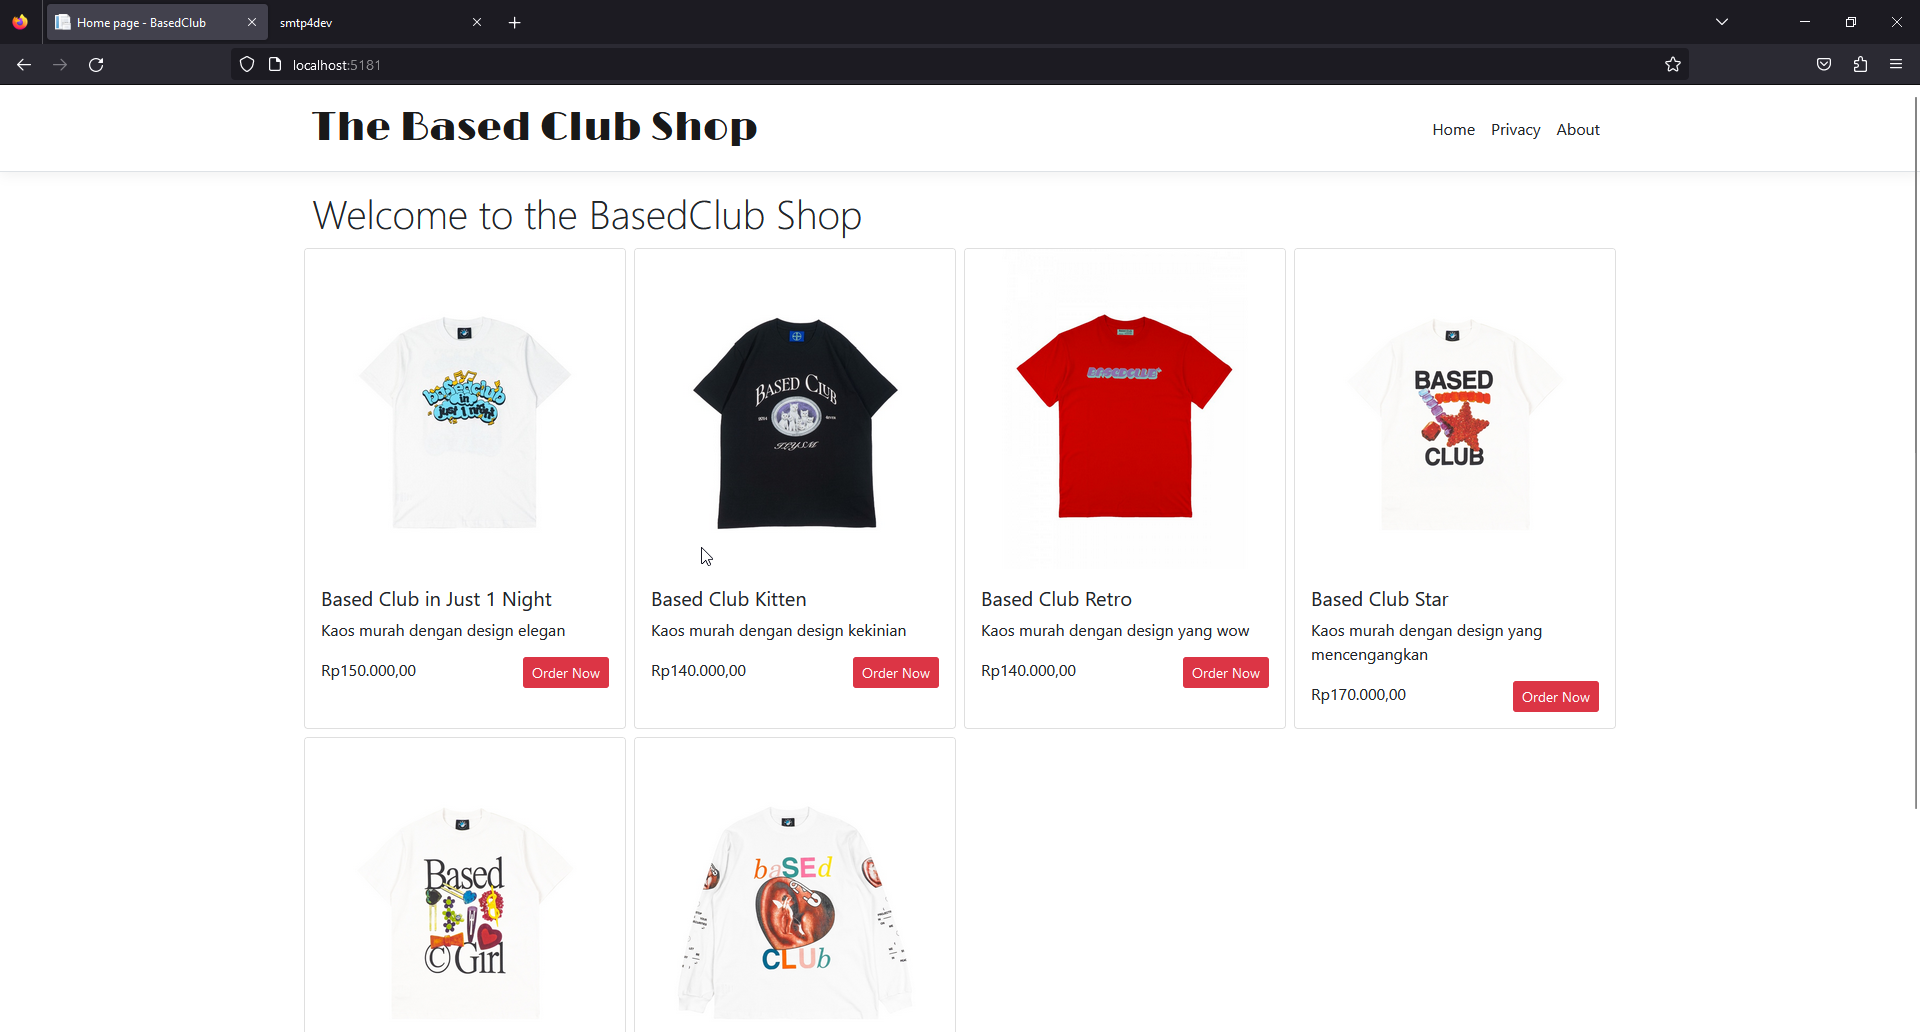 Home page - BasedClub
smtp4dev
localhost:5181
The Based Club Shop
Home Privacy About
Welcome to the BasedClub Shop
basedclub
in
just 1 night
BASED CLUB
TLYSM
BASEDCLUB
BASED
CLUB
Based Club in Just 1 Night
Kaos murah dengan design elegan
Rp150.000,00
Order Now
Based Club Kitten
Kaos murah dengan design kekinian
Rp140.000,00
Order Now
Based Club Retro
Kaos murah dengan design yang wow
Rp140.000,00
Order Now
Based Club Star
Kaos murah dengan design yang
mencengangkan
Rp170.000,00
Order Now
Based
© Girl
baSEd
CLUb